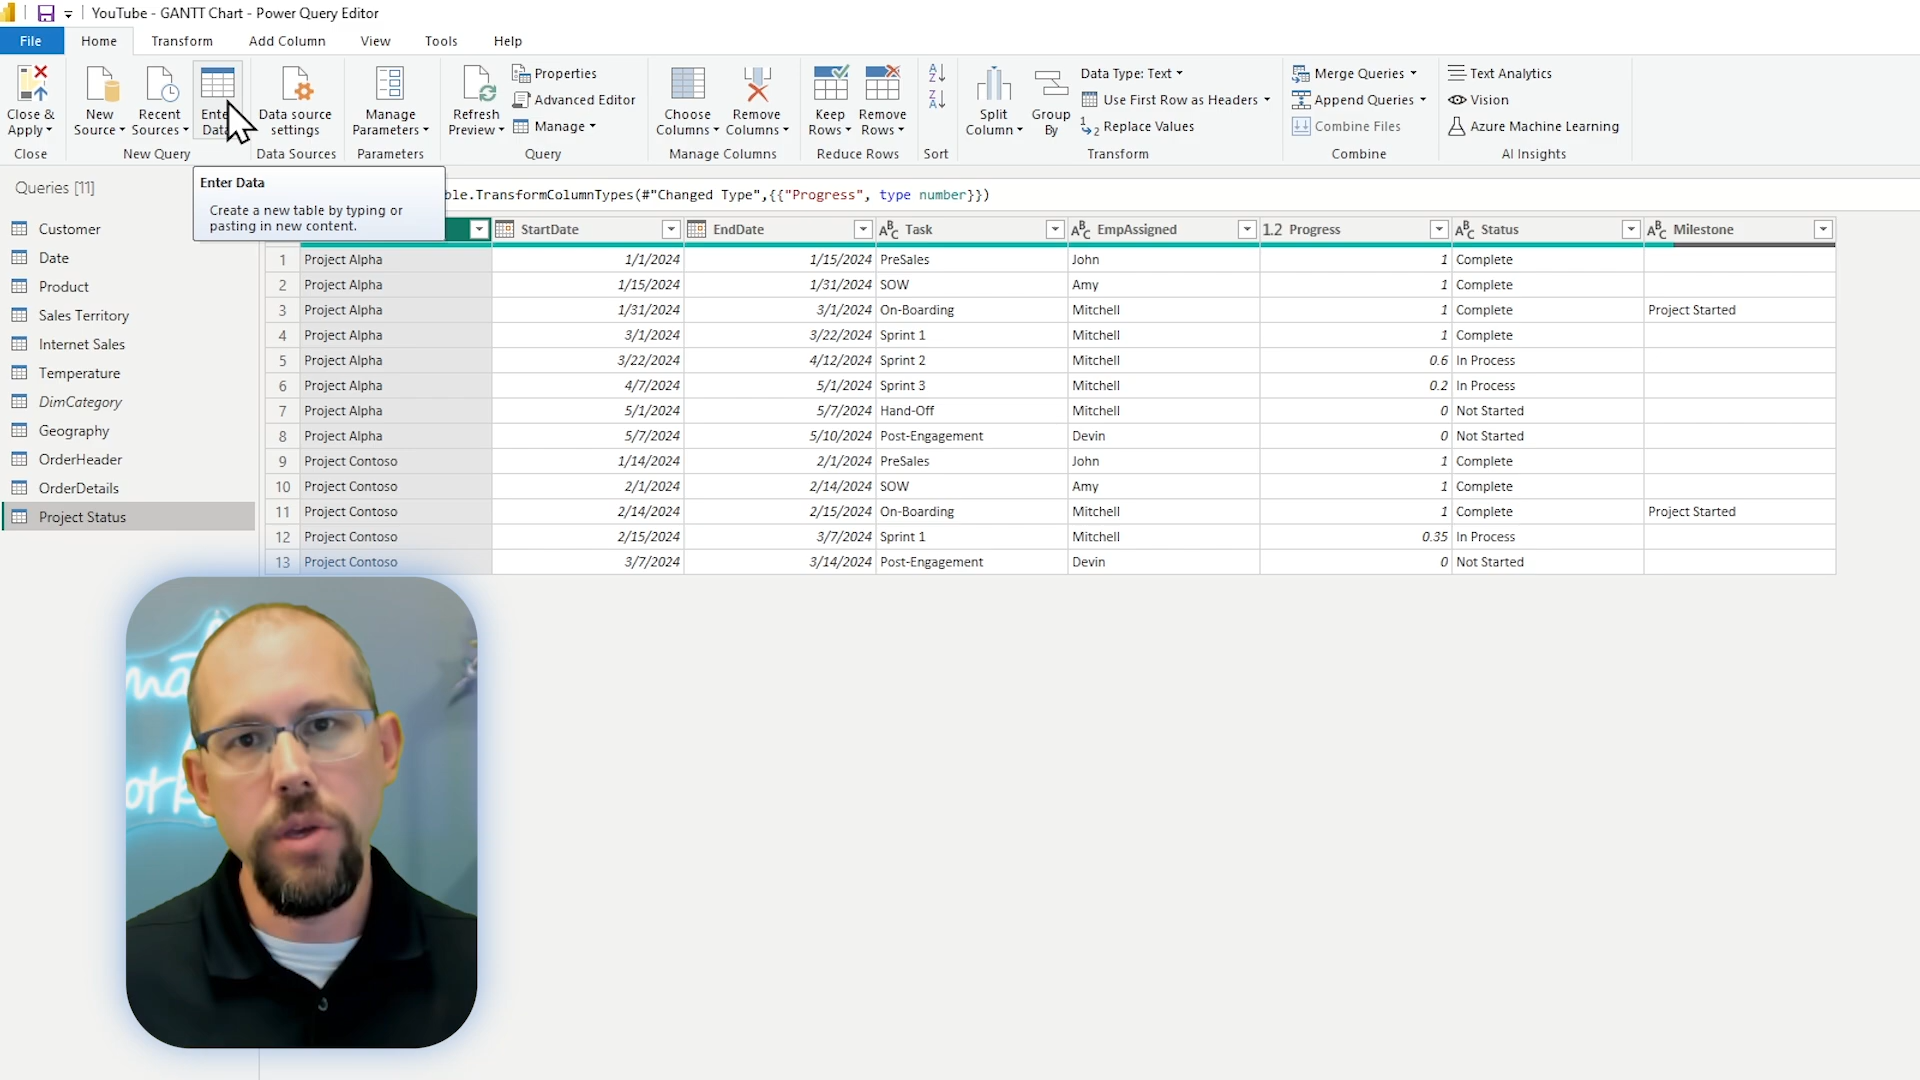 YouTube - GANTT Chart - Power Query Editor
File Home Transform Add Column View Tools Help
Close & Apply
New Source
Recent Sources
Enter Data
Data source settings
Manage Parameters
Refresh Preview
Properties
Advanced Editor
Manage
Choose Columns
Remove Columns
Keep Rows
Remove Rows
Split Column
Group By
Data Type: Text
Use First Row as Headers
Replace Values
Merge Queries
Append Queries
Combine Files
Text Analytics
Vision
Azure Machine Learning
Close New Query Data Sources Parameters Query Manage Columns Reduce Rows Sort Transform Combine AI Insights
Queries [11]
Customer
Date
Product
Sales Territory
Internet Sales
Temperature
DimCategory
Geography
OrderHeader
OrderDetails
Project Status
Enter Data
Create a new table by typing or
pasting in new content.
ble.TransformColumnTypes(#"Changed Type",{{"Progress", type number}})
StartDate EndDate Task EmpAssigned 1.2 Progress Status Milestone
1 Project Alpha 1/1/2024 1/15/2024 PreSales John 1 Complete
2 Project Alpha 1/15/2024 1/31/2024 SOW Amy 1 Complete
3 Project Alpha 1/31/2024 3/1/2024 On-Boarding Mitchell 1 Complete Project Started
4 Project Alpha 3/1/2024 3/22/2024 Sprint 1 Mitchell 1 Complete
5 Project Alpha 3/22/2024 4/12/2024 Sprint 2 Mitchell 0.6 In Process
6 Project Alpha 4/7/2024 5/1/2024 Sprint 3 Mitchell 0.2 In Process
7 Project Alpha 5/1/2024 5/7/2024 Hand-Off Mitchell 0 Not Started
8 Project Alpha 5/7/2024 5/10/2024 Post-Engagement Devin 0 Not Started
9 Project Contoso 1/14/2024 2/1/2024 PreSales John 1 Complete
10 Project Contoso 2/1/2024 2/14/2024 SOW Amy 1 Complete
11 Project Contoso 2/14/2024 2/15/2024 On-Boarding Mitchell 1 Complete Project Started
12 Project Contoso 2/15/2024 3/7/2024 Sprint 1 Mitchell 0.35 In Process
13 Project Contoso 3/7/2024 3/14/2024 Post-Engagement Devin 0 Not Started